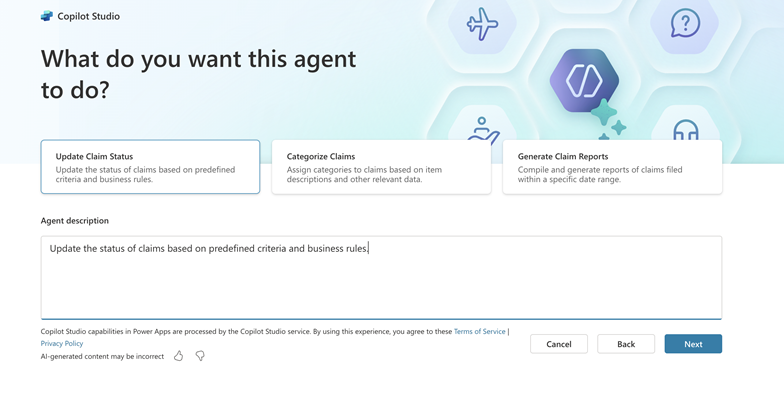 Copilot Studio
What do you want this agent
to do?
Update Claim Status
Update the status of claims based on predefined
criteria and business rules.
Categorize Claims
Assign categories to claims based on item
descriptions and other relevant data.
Generate Claim Reports
Compile and generate reports of claims filed
within a specific date range.
Agent description
Update the status of claims based on predefined criteria and business rules.
Copilot Studio capabilities in Power Apps are processed by the Copilot Studio service. By using this experience, you agree to these Terms of Service |
Privacy Policy
AI-generated content may be incorrect
Cancel
Back
Next